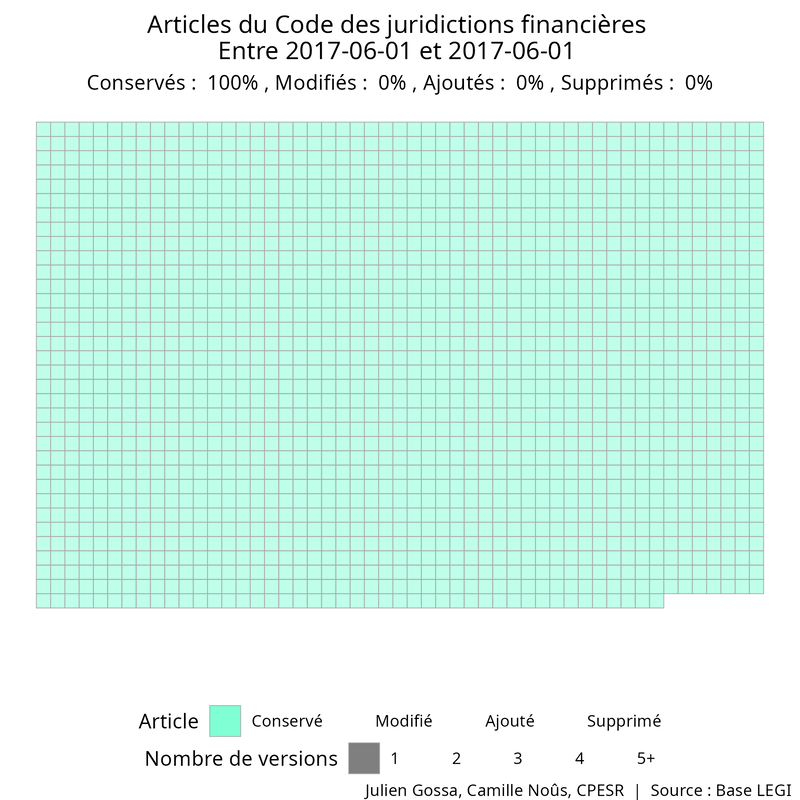 Articles du Code des juridictions financières
Entre 2017-06-01 et 2017-06-01
Conservés : 100% , Modifiés : 0% , Ajoutés : 0% , Supprimés : 0%
Article Conservé Modifié Ajouté Supprimé
Nombre de versions 1 2 3 4 5+
Julien Gossa, Camille Noûs, CPESR | Source : Base LEGI